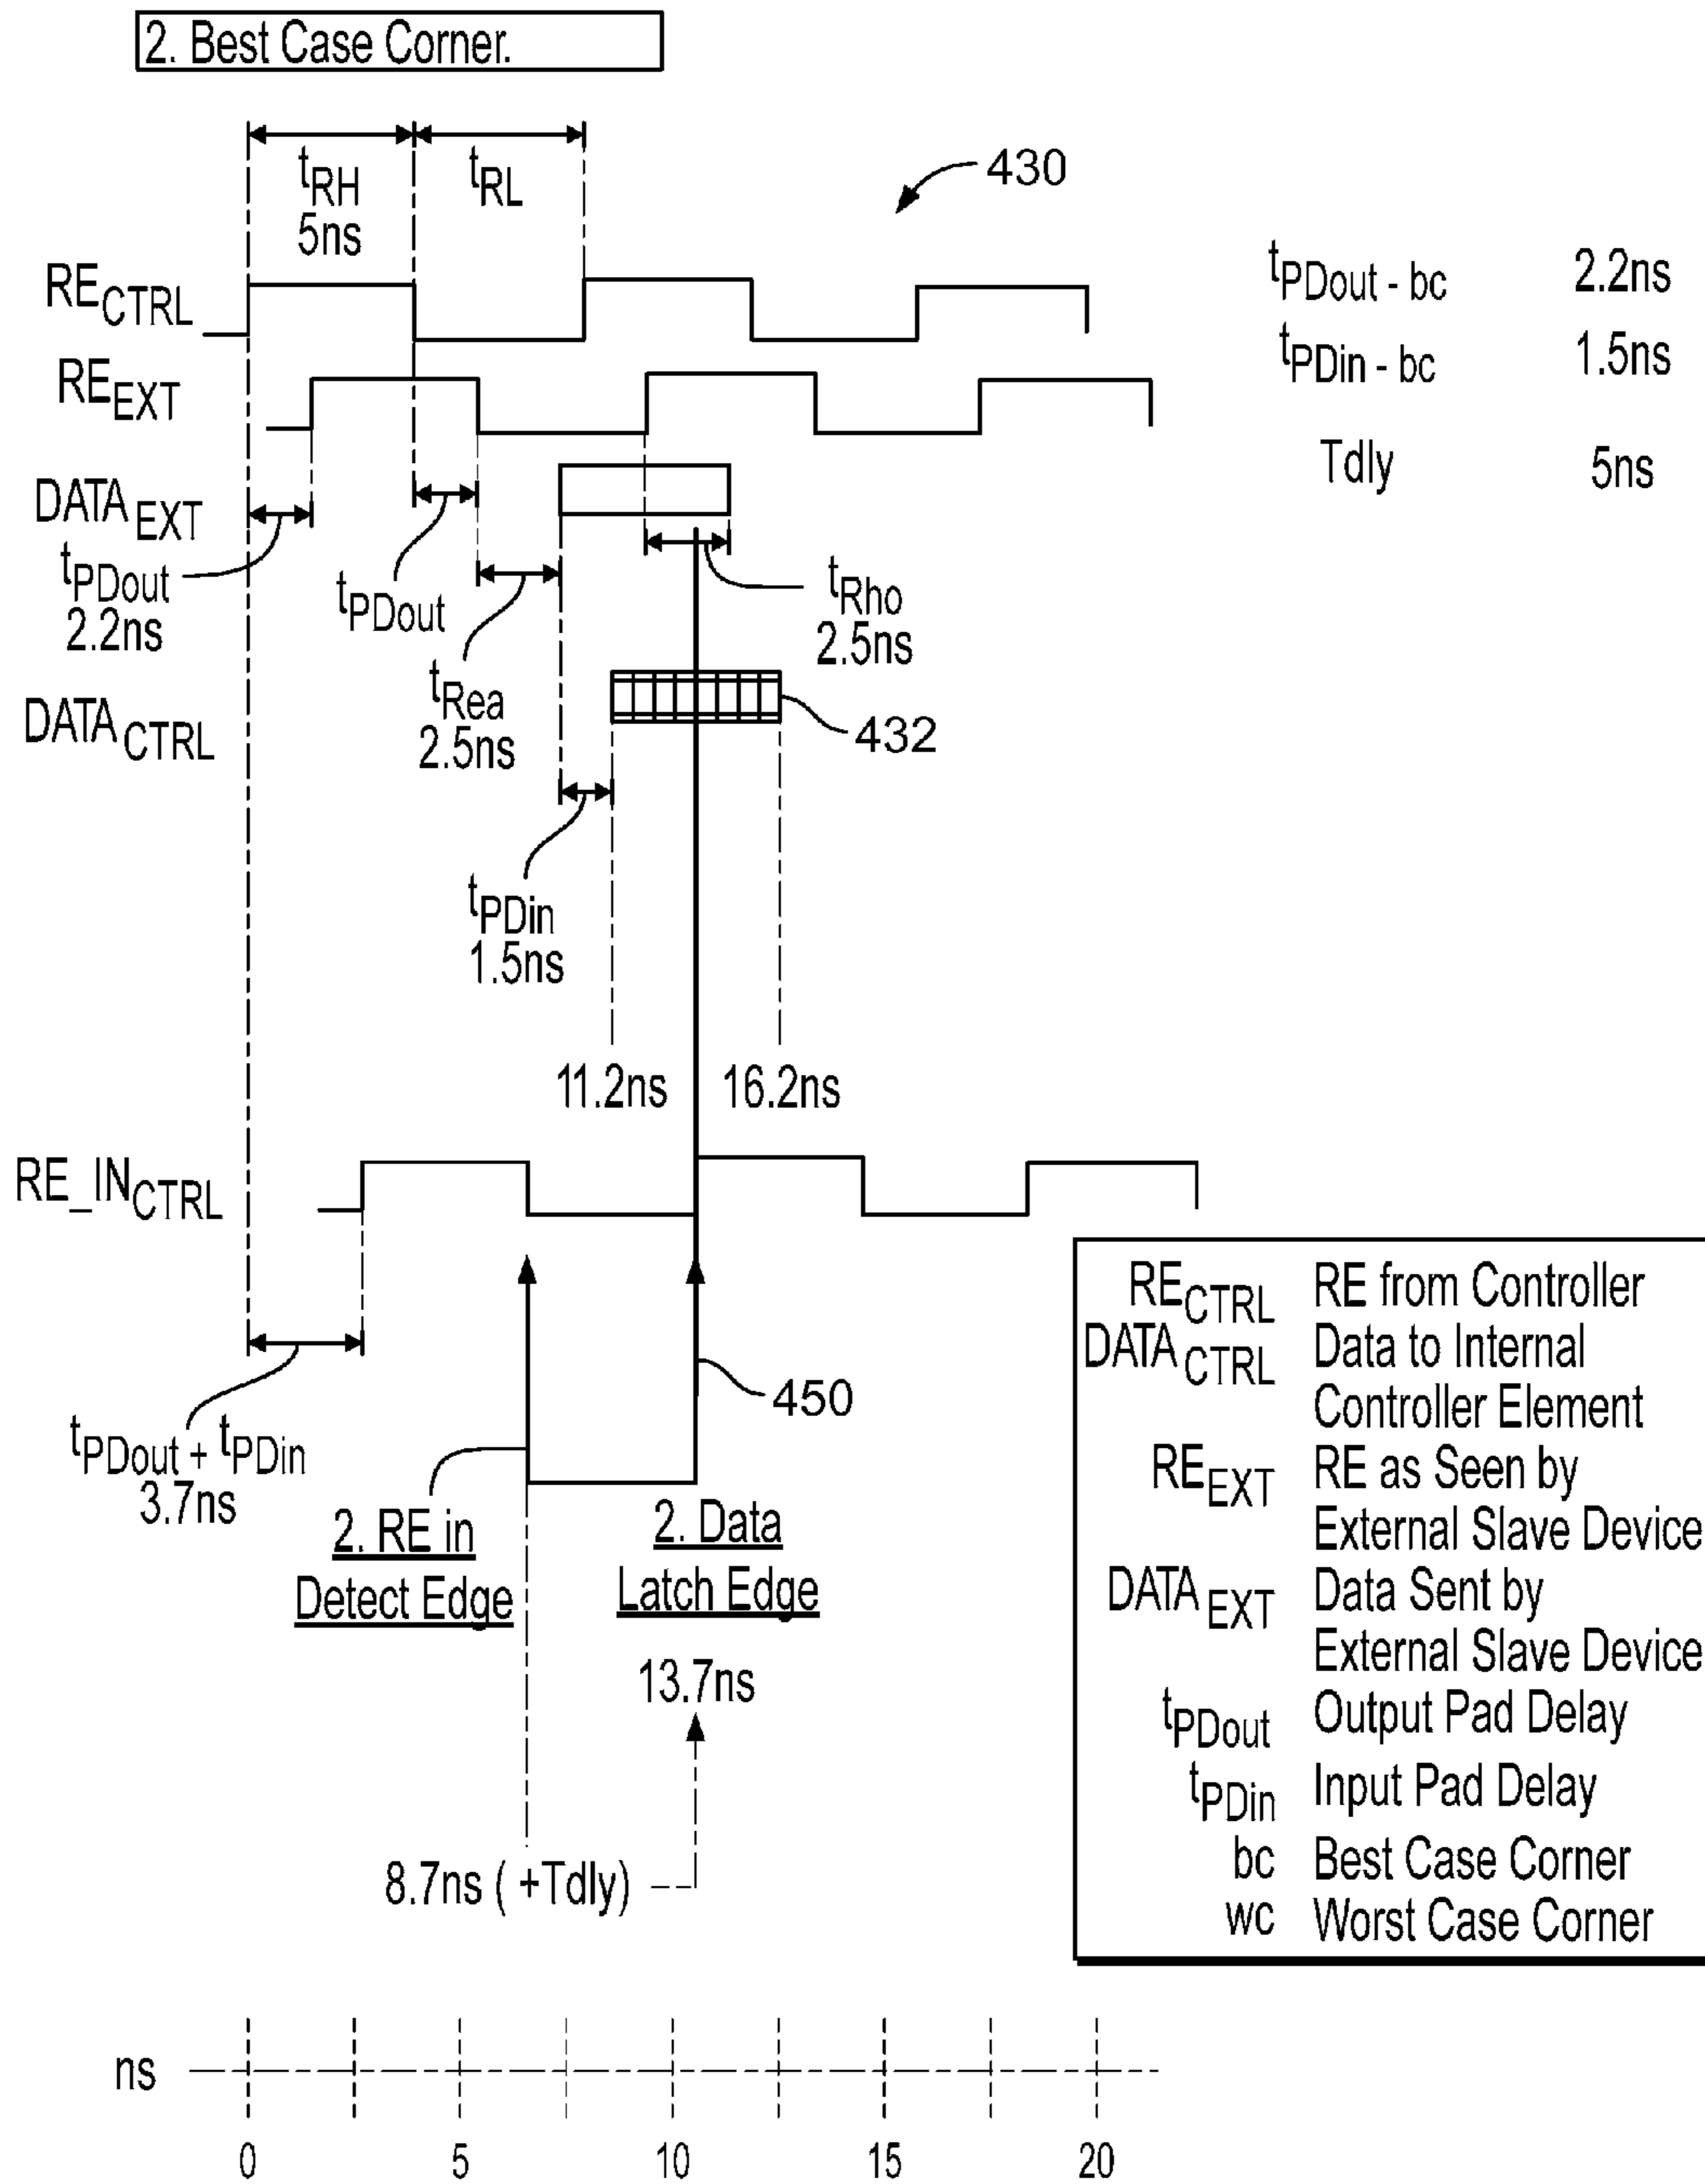 2. Best Case Corner.
tRH
5ns
tRL
430
RECTRL
REEXT
DATAEXT
tPDout
2.2ns
tPDout
tRea
2.5ns
tRho
2.5ns
DATACTRL
432
tPDin
1.5ns
11.2ns
16.2ns
tPDout - bc 2.2ns
tPDin - bc 1.5ns
Tdly 5ns
RE_INCTRL
tPDout + tPDin
3.7ns
450
2. RE in
Detect Edge
2. Data
Latch Edge
13.7ns
8.7ns ( +Tdly)
RECTRL RE from Controller
DATACTRL Data to Internal
Controller Element
REEXT RE as Seen by
External Slave Device
DATAEXT Data Sent by
External Slave Device
tPDout Output Pad Delay
tPDin Input Pad Delay
bc Best Case Corner
wc Worst Case Corner
ns
0 5 10 15 20